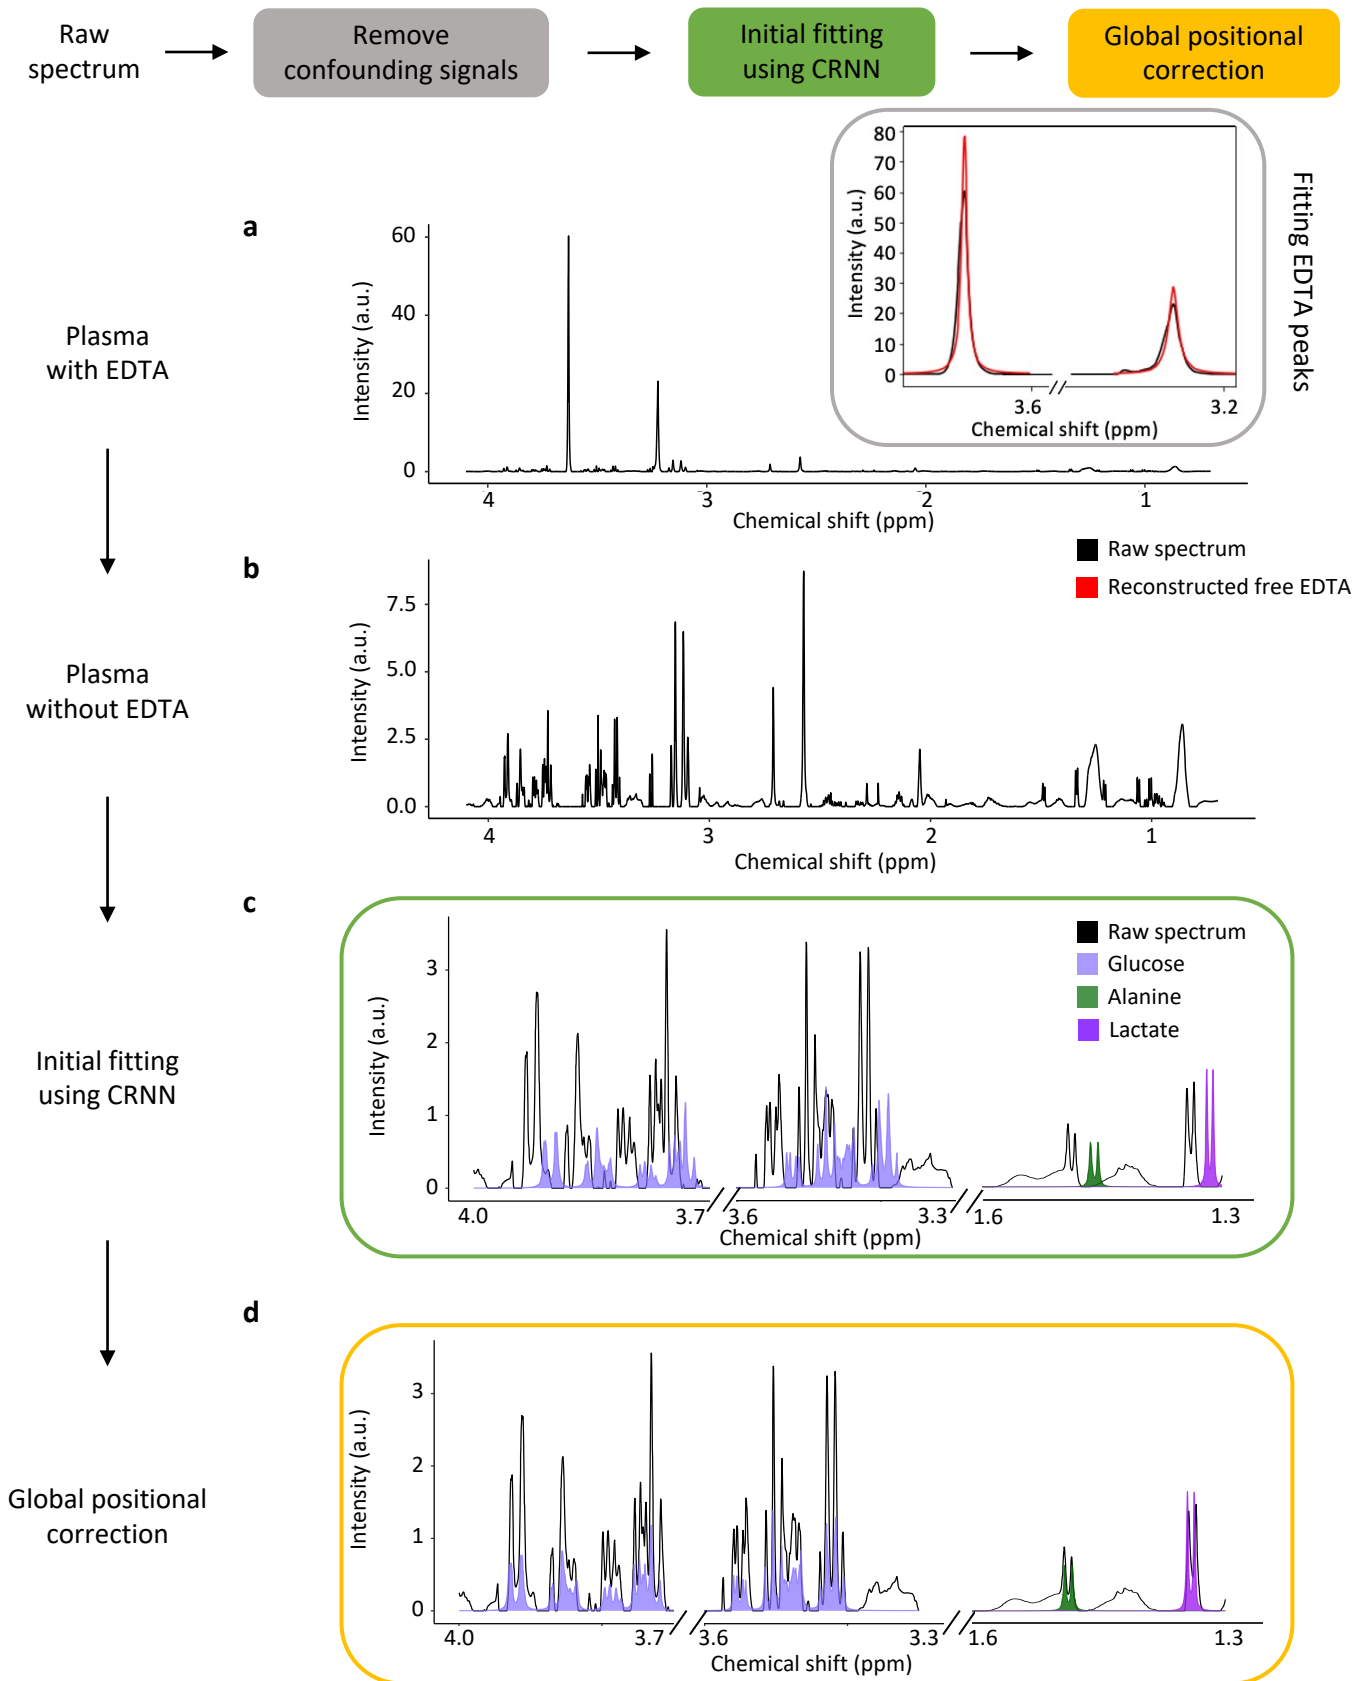 Raw
spectrum
Remove
confounding signals
Initial fitting
using CRNN
Global positional
correction
80
70
60
50
40
30
20
10
0
Intensity (a.u.)
3.6
3.2
Chemical shift (ppm)
Fitting EDTA peaks
a
Plasma
with EDTA
60
40
20
0
Intensity (a.u.)
4
3
2
1
Chemical shift (ppm)
Raw spectrum
Reconstructed free EDTA
b
Plasma
without EDTA
7.5
5.0
2.5
0.0
Intensity (a.u.)
4
3
2
1
Chemical shift (ppm)
c
Initial fitting
using CRNN
3
2
1
0
Intensity (a.u.)
Raw spectrum
Glucose
Alanine
Lactate
4.0
3.7
3.6
3.3
1.6
1.3
Chemical shift (ppm)
d
Global positional
correction
3
2
1
0
Intensity (a.u.)
4.0
3.7
3.6
3.3
1.6
1.3
Chemical shift (ppm)